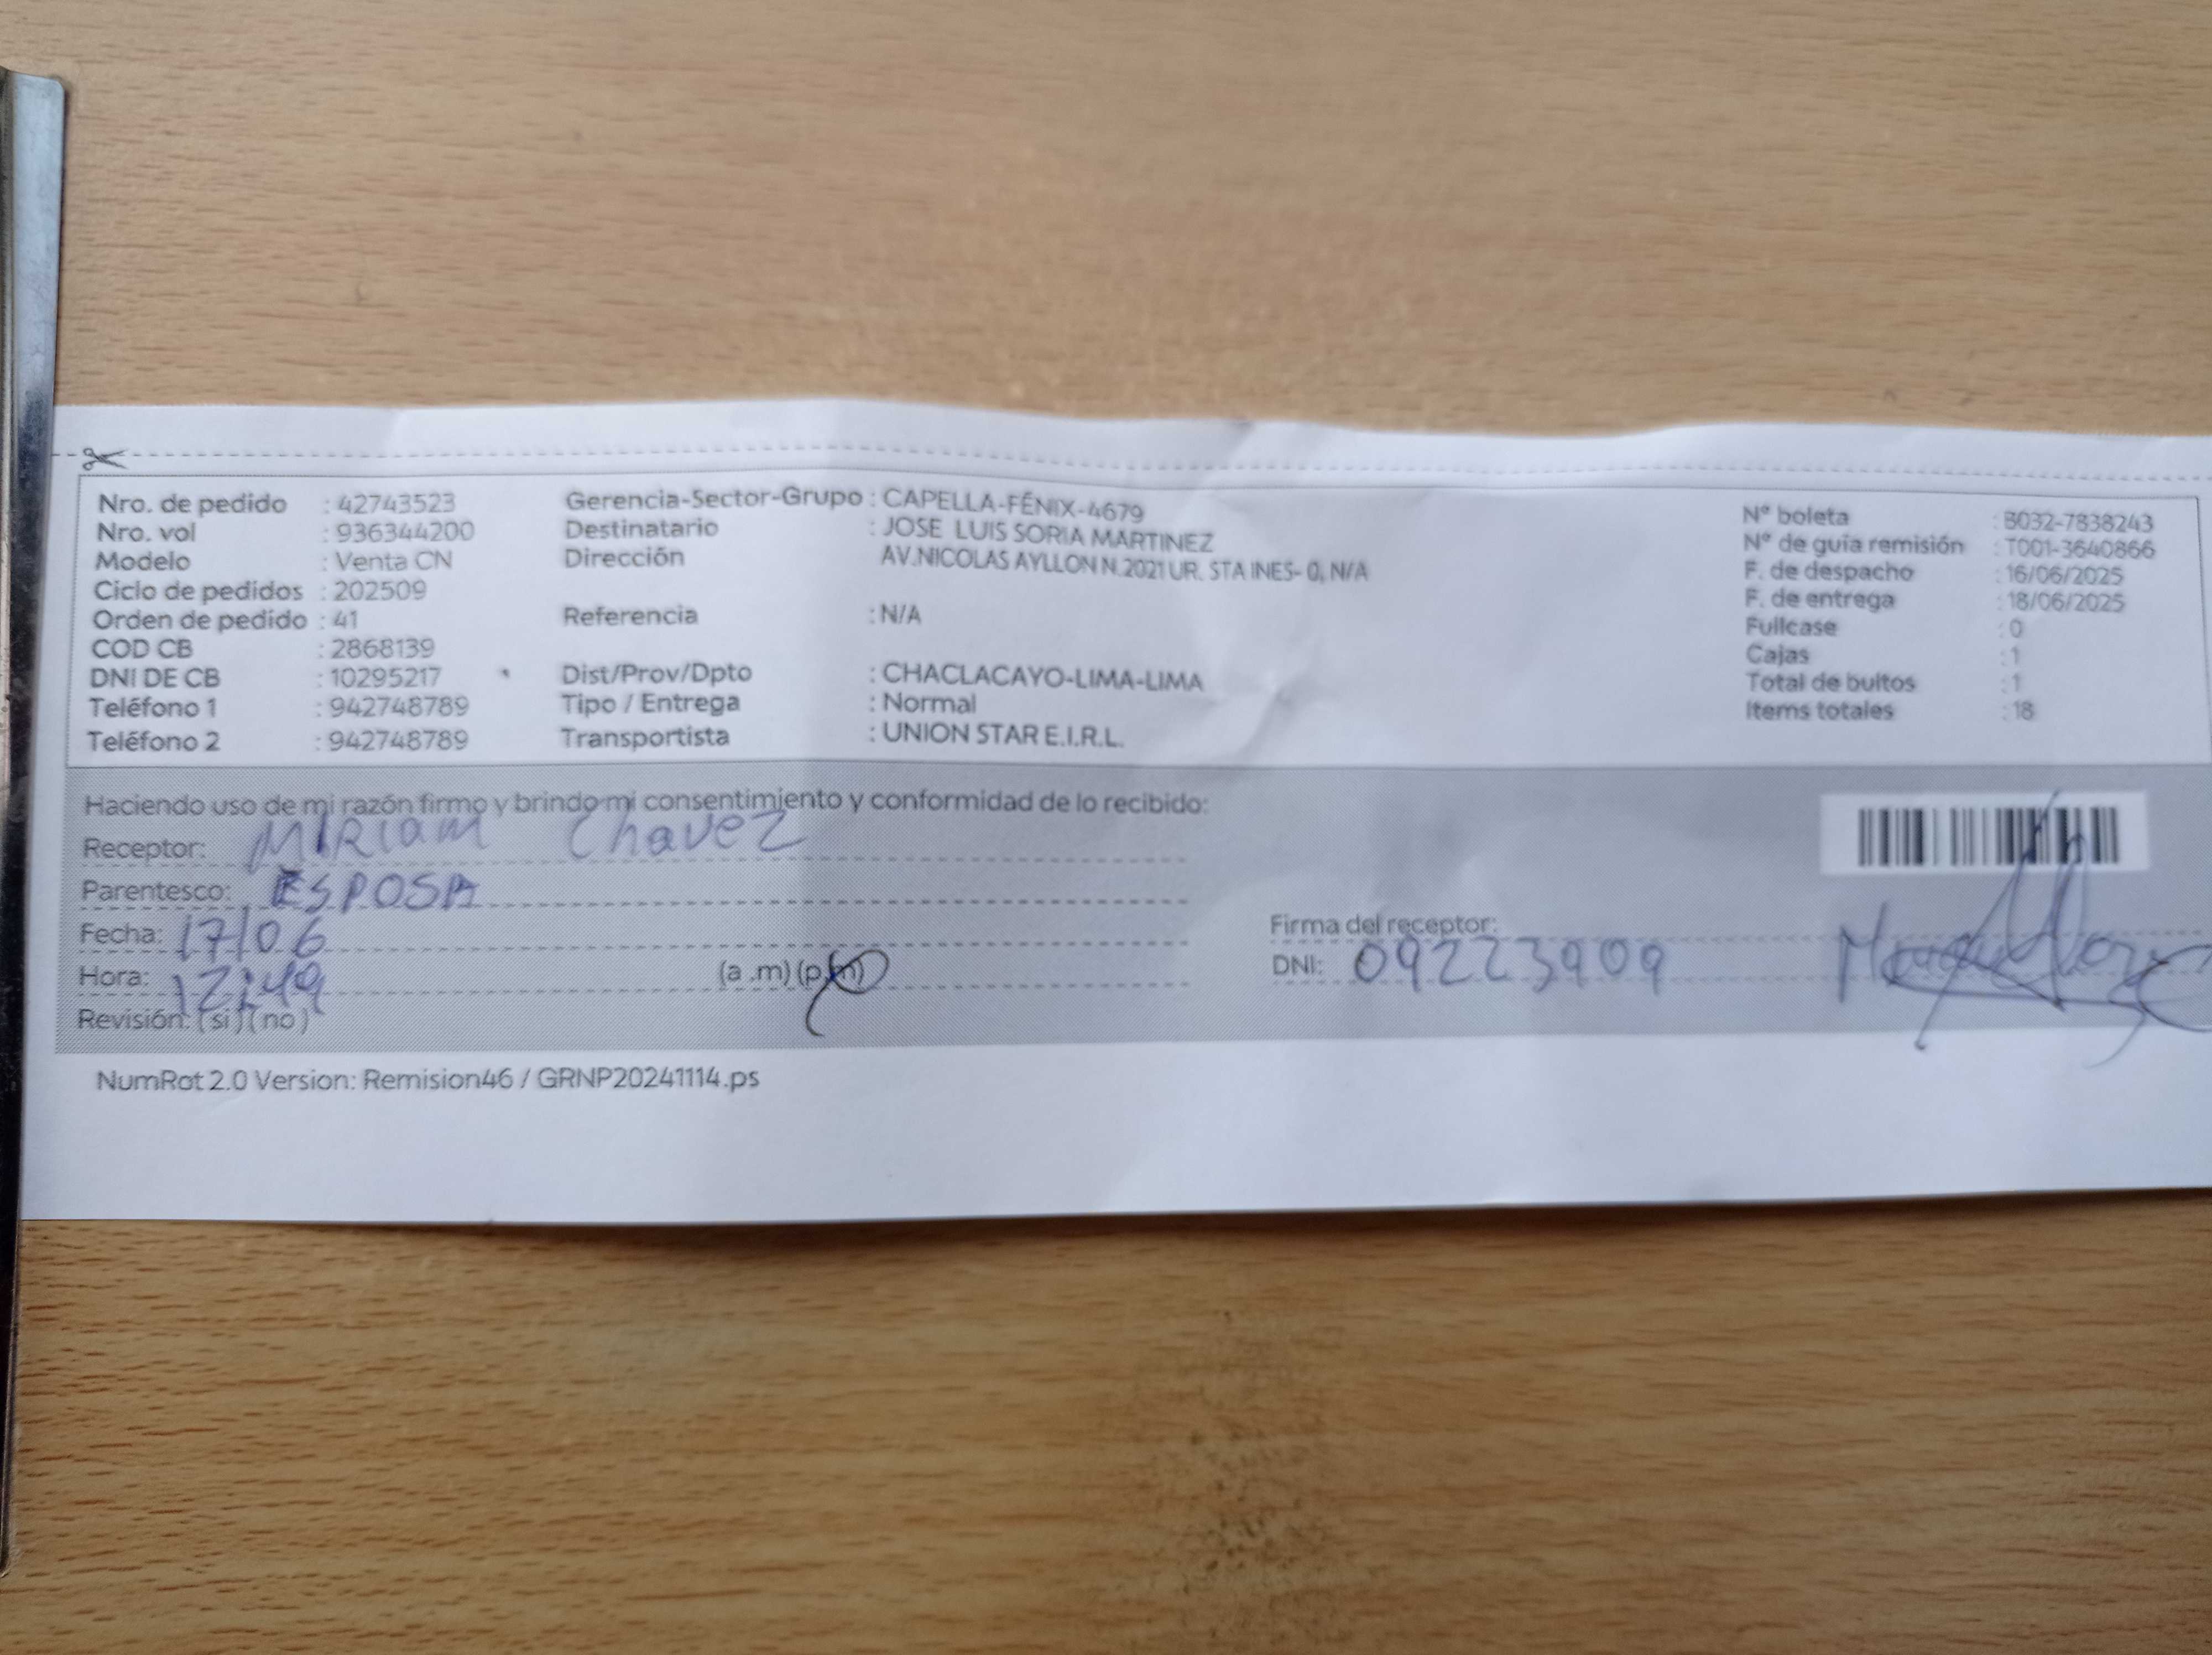 Nro. de pedido : 42743523
Nro. vol : 936344200
Modelo : Venta CN
Ciclo de pedidos : 202509
Orden de pedido : 41
COD CB : 2868139
DNI DE CB : 10295217
Teléfono 1 : 942748789
Teléfono 2 : 942748789
Gerencia-Sector-Grupo : CAPELLA-FÉNIX-4679
Destinatario : JOSE LUIS SORIA MARTINEZ
Dirección AV.NICOLAS AYLLON N.2021 UR. STA INES- 0, N/A
Referencia : N/A
Dist/Prov/Dpto : CHACLACAYO-LIMA-LIMA
Tipo / Entrega : Normal
Transportista : UNION STAR E.I.R.L.
Nº boleta : B032-7838243
Nº de guia remisión : T001-3640866
F. de despacho : 16/06/2025
F. de entrega : 18/06/2025
Fullcase : 0
Cajas : 1
Total de bultos : 1
Items totales : 18
Haciendo uso de mi razón firmo y brindo mi consentimiento y conformidad de lo recibido:
Receptor: MIRIAM Chavez
Parentesco: ESPOSA
Fecha: 17/06
Hora: 12:49 (a .m) (p.m)
Revisión: (si) (no)
Firma del receptor:
DNI: 09223909
NumRot 2.0 Version: Remision46 / GRNP20241114.ps